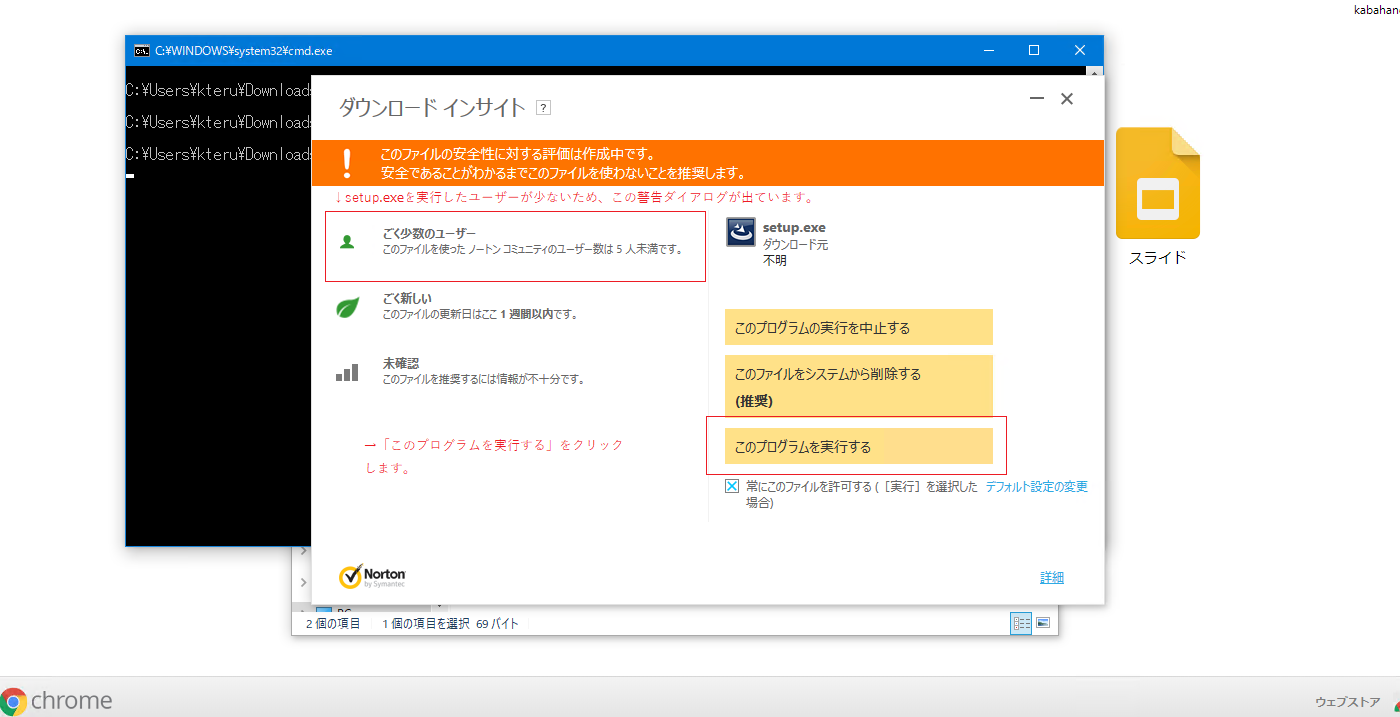 kabahan
C:¥WINDOWS¥system32¥cmd.exe
C:¥Users¥kteru¥Downloads
C:¥Users¥kteru¥Downloads
C:¥Users¥kteru¥Downloads
ダウンロード インサイト ?
このファイルの安全性に対する評価は作成中です。
安全であることがわかるまでこのファイルを使わないことを推奨します。
↓setup.exeを実行したユーザーが少ないため、この警告ダイアログが出ています。
ごく少数のユーザー
このファイルを使った ノートン コミュニティのユーザー数は 5 人未満です。
ごく新しい
このファイルの更新日はここ 1 週間以内です。
未確認
このファイルを推奨するには情報が不十分です。
→「このプログラムを実行する」をクリック
します。
setup.exe
ダウンロード元
不明
このプログラムの実行を中止する
このファイルをシステムから削除する
(推奨)
このプログラムを実行する
常にこのファイルを許可する (［実行］を選択した
場合)
デフォルト設定の変更
Norton
by Symantec
詳細
スライド
2 個の項目
1 個の項目を選択 69 バイト
chrome
ウェブストア